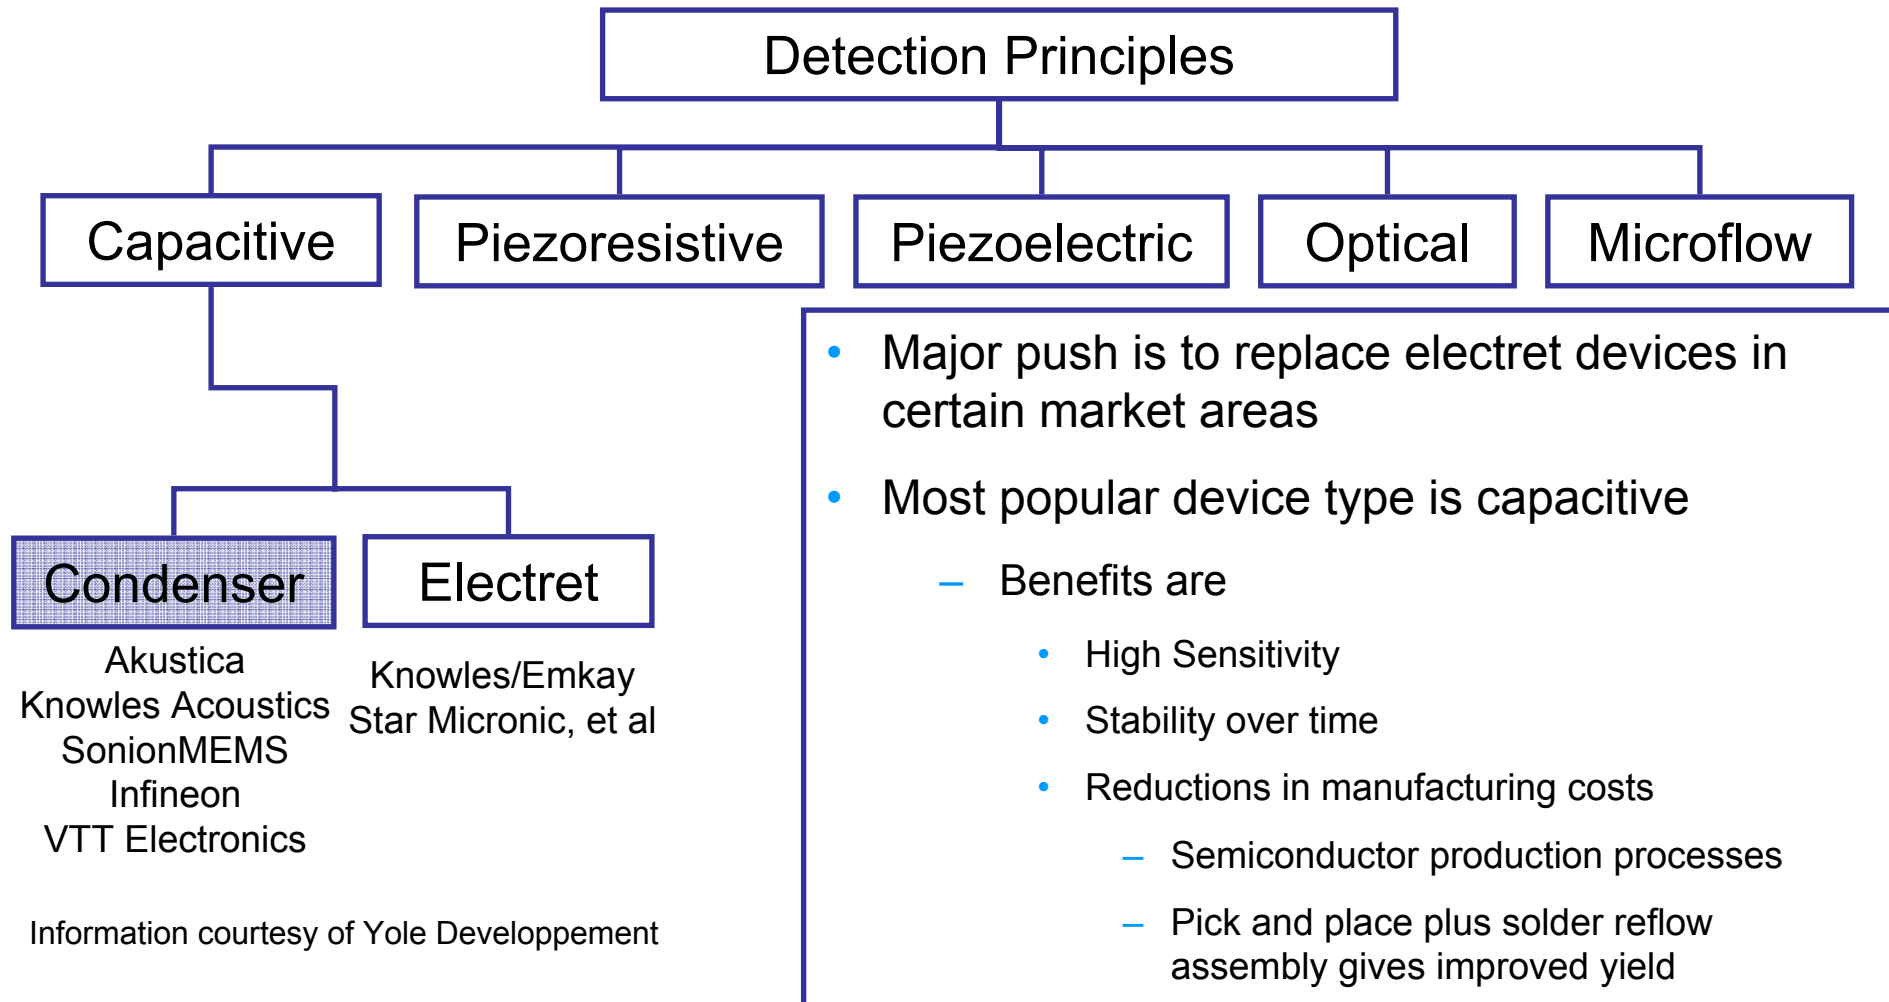 Detection Principles
Capacitive
Piezoresistive
Piezoelectric
Optical
Microflow
Condenser
Electret
Akustica
Knowles Acoustics
SonionMEMS
Infineon
VTT Electronics
Knowles/Emkay
Star Micronic, et al
Information courtesy of Yole Developpement
• Major push is to replace electret devices in
certain market areas
• Most popular device type is capacitive
– Benefits are
• High Sensitivity
• Stability over time
• Reductions in manufacturing costs
– Semiconductor production processes
– Pick and place plus solder reflow
assembly gives improved yield